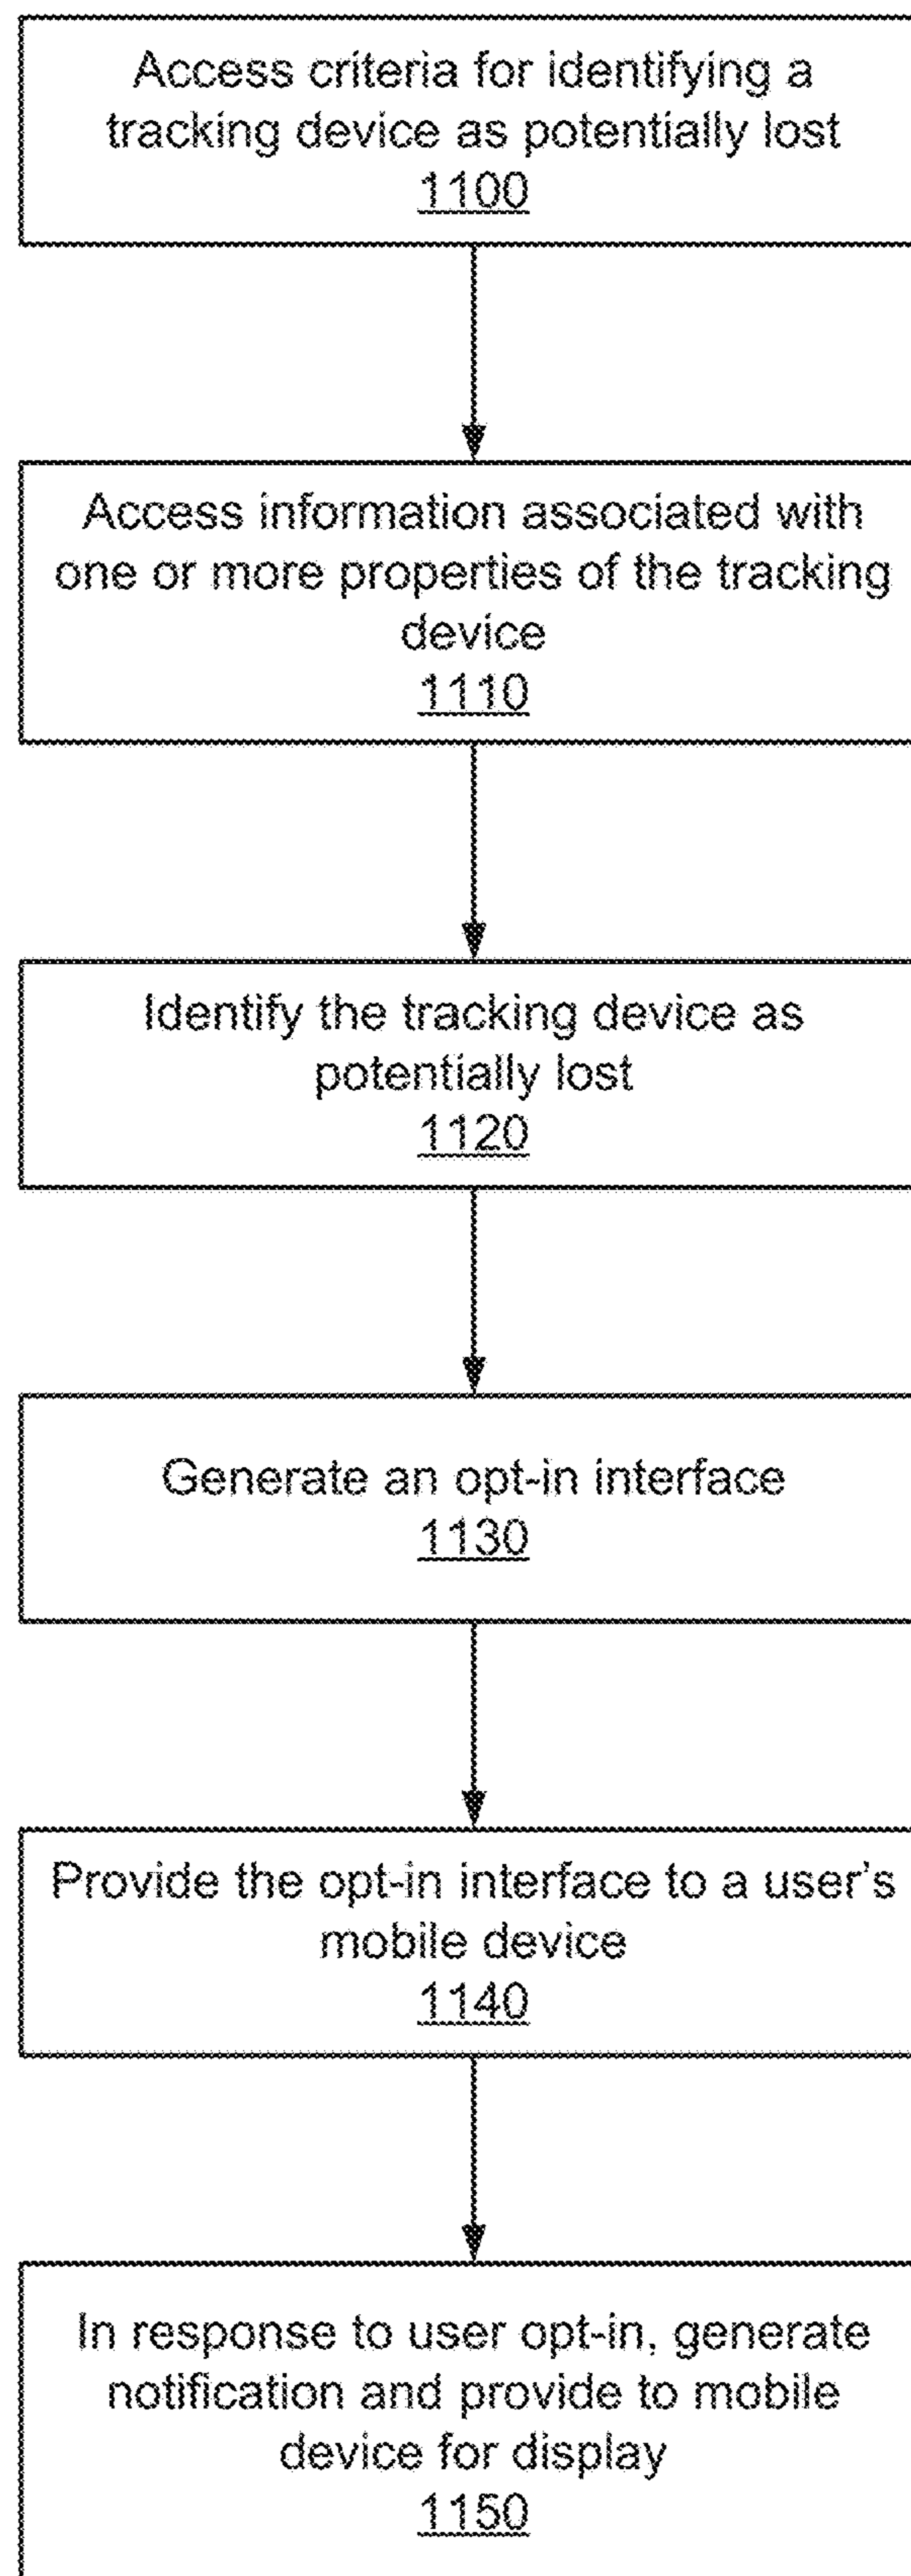 Access criteria for identifying a
tracking device as potentially lost
1100
Access information associated with
one or more properties of the tracking
device
1110
Identify the tracking device as
potentially lost
1120
Generate an opt-in interface
1130
Provide the opt-in interface to a user's
mobile device
1140
In response to user opt-in, generate
notification and provide to mobile
device for display
1150